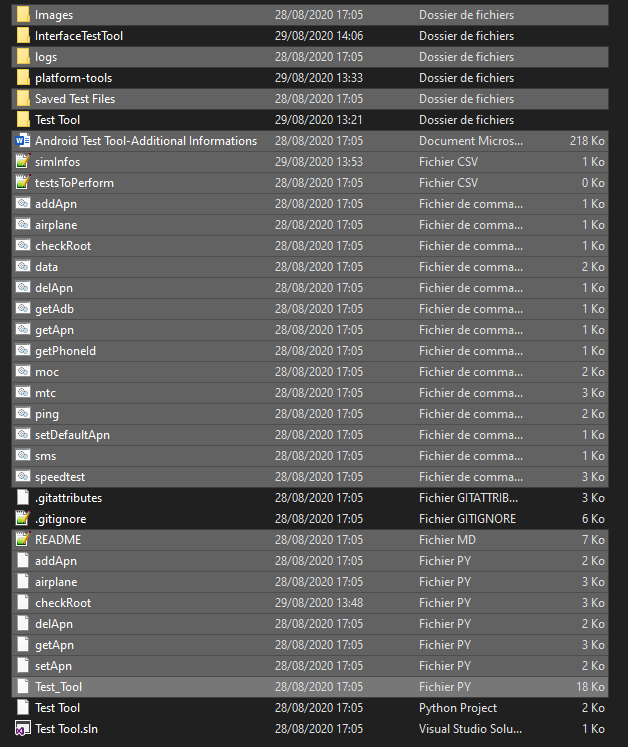 Images 28/08/2020 17:05 Dossier de fichiers
InterfaceTestTool 29/08/2020 14:06 Dossier de fichiers
logs 28/08/2020 17:05 Dossier de fichiers
platform-tools 29/08/2020 13:33 Dossier de fichiers
Saved Test Files 28/08/2020 17:05 Dossier de fichiers
Test Tool 29/08/2020 13:21 Dossier de fichiers
Android Test Tool-Additional Informations 28/08/2020 17:05 Document Micros... 218 Ko
simInfos 29/08/2020 13:53 Fichier CSV 1 Ko
testsToPerform 28/08/2020 17:05 Fichier CSV 0 Ko
addApn 28/08/2020 17:05 Fichier de comma... 1 Ko
airplane 28/08/2020 17:05 Fichier de comma... 1 Ko
checkRoot 28/08/2020 17:05 Fichier de comma... 1 Ko
data 28/08/2020 17:05 Fichier de comma... 2 Ko
delApn 28/08/2020 17:05 Fichier de comma... 1 Ko
getAdb 28/08/2020 17:05 Fichier de comma... 1 Ko
getApn 28/08/2020 17:05 Fichier de comma... 1 Ko
getPhoneId 28/08/2020 17:05 Fichier de comma... 1 Ko
moc 28/08/2020 17:05 Fichier de comma... 2 Ko
mtc 28/08/2020 17:05 Fichier de comma... 3 Ko
ping 28/08/2020 17:05 Fichier de comma... 2 Ko
setDefaultApn 28/08/2020 17:05 Fichier de comma... 1 Ko
sms 28/08/2020 17:05 Fichier de comma... 1 Ko
speedtest 28/08/2020 17:05 Fichier de comma... 3 Ko
.gitattributes 28/08/2020 17:05 Fichier GITATTRIB... 3 Ko
.gitignore 28/08/2020 17:05 Fichier GITIGNORE 6 Ko
README 28/08/2020 17:05 Fichier MD 7 Ko
addApn 28/08/2020 17:05 Fichier PY 2 Ko
airplane 28/08/2020 17:05 Fichier PY 3 Ko
checkRoot 29/08/2020 13:48 Fichier PY 3 Ko
delApn 28/08/2020 17:05 Fichier PY 2 Ko
getApn 28/08/2020 17:05 Fichier PY 3 Ko
setApn 28/08/2020 17:05 Fichier PY 2 Ko
Test_Tool 28/08/2020 17:05 Fichier PY 18 Ko
Test Tool 28/08/2020 17:05 Python Project 2 Ko
Test Tool.sln 28/08/2020 17:05 Visual Studio Solu... 1 Ko